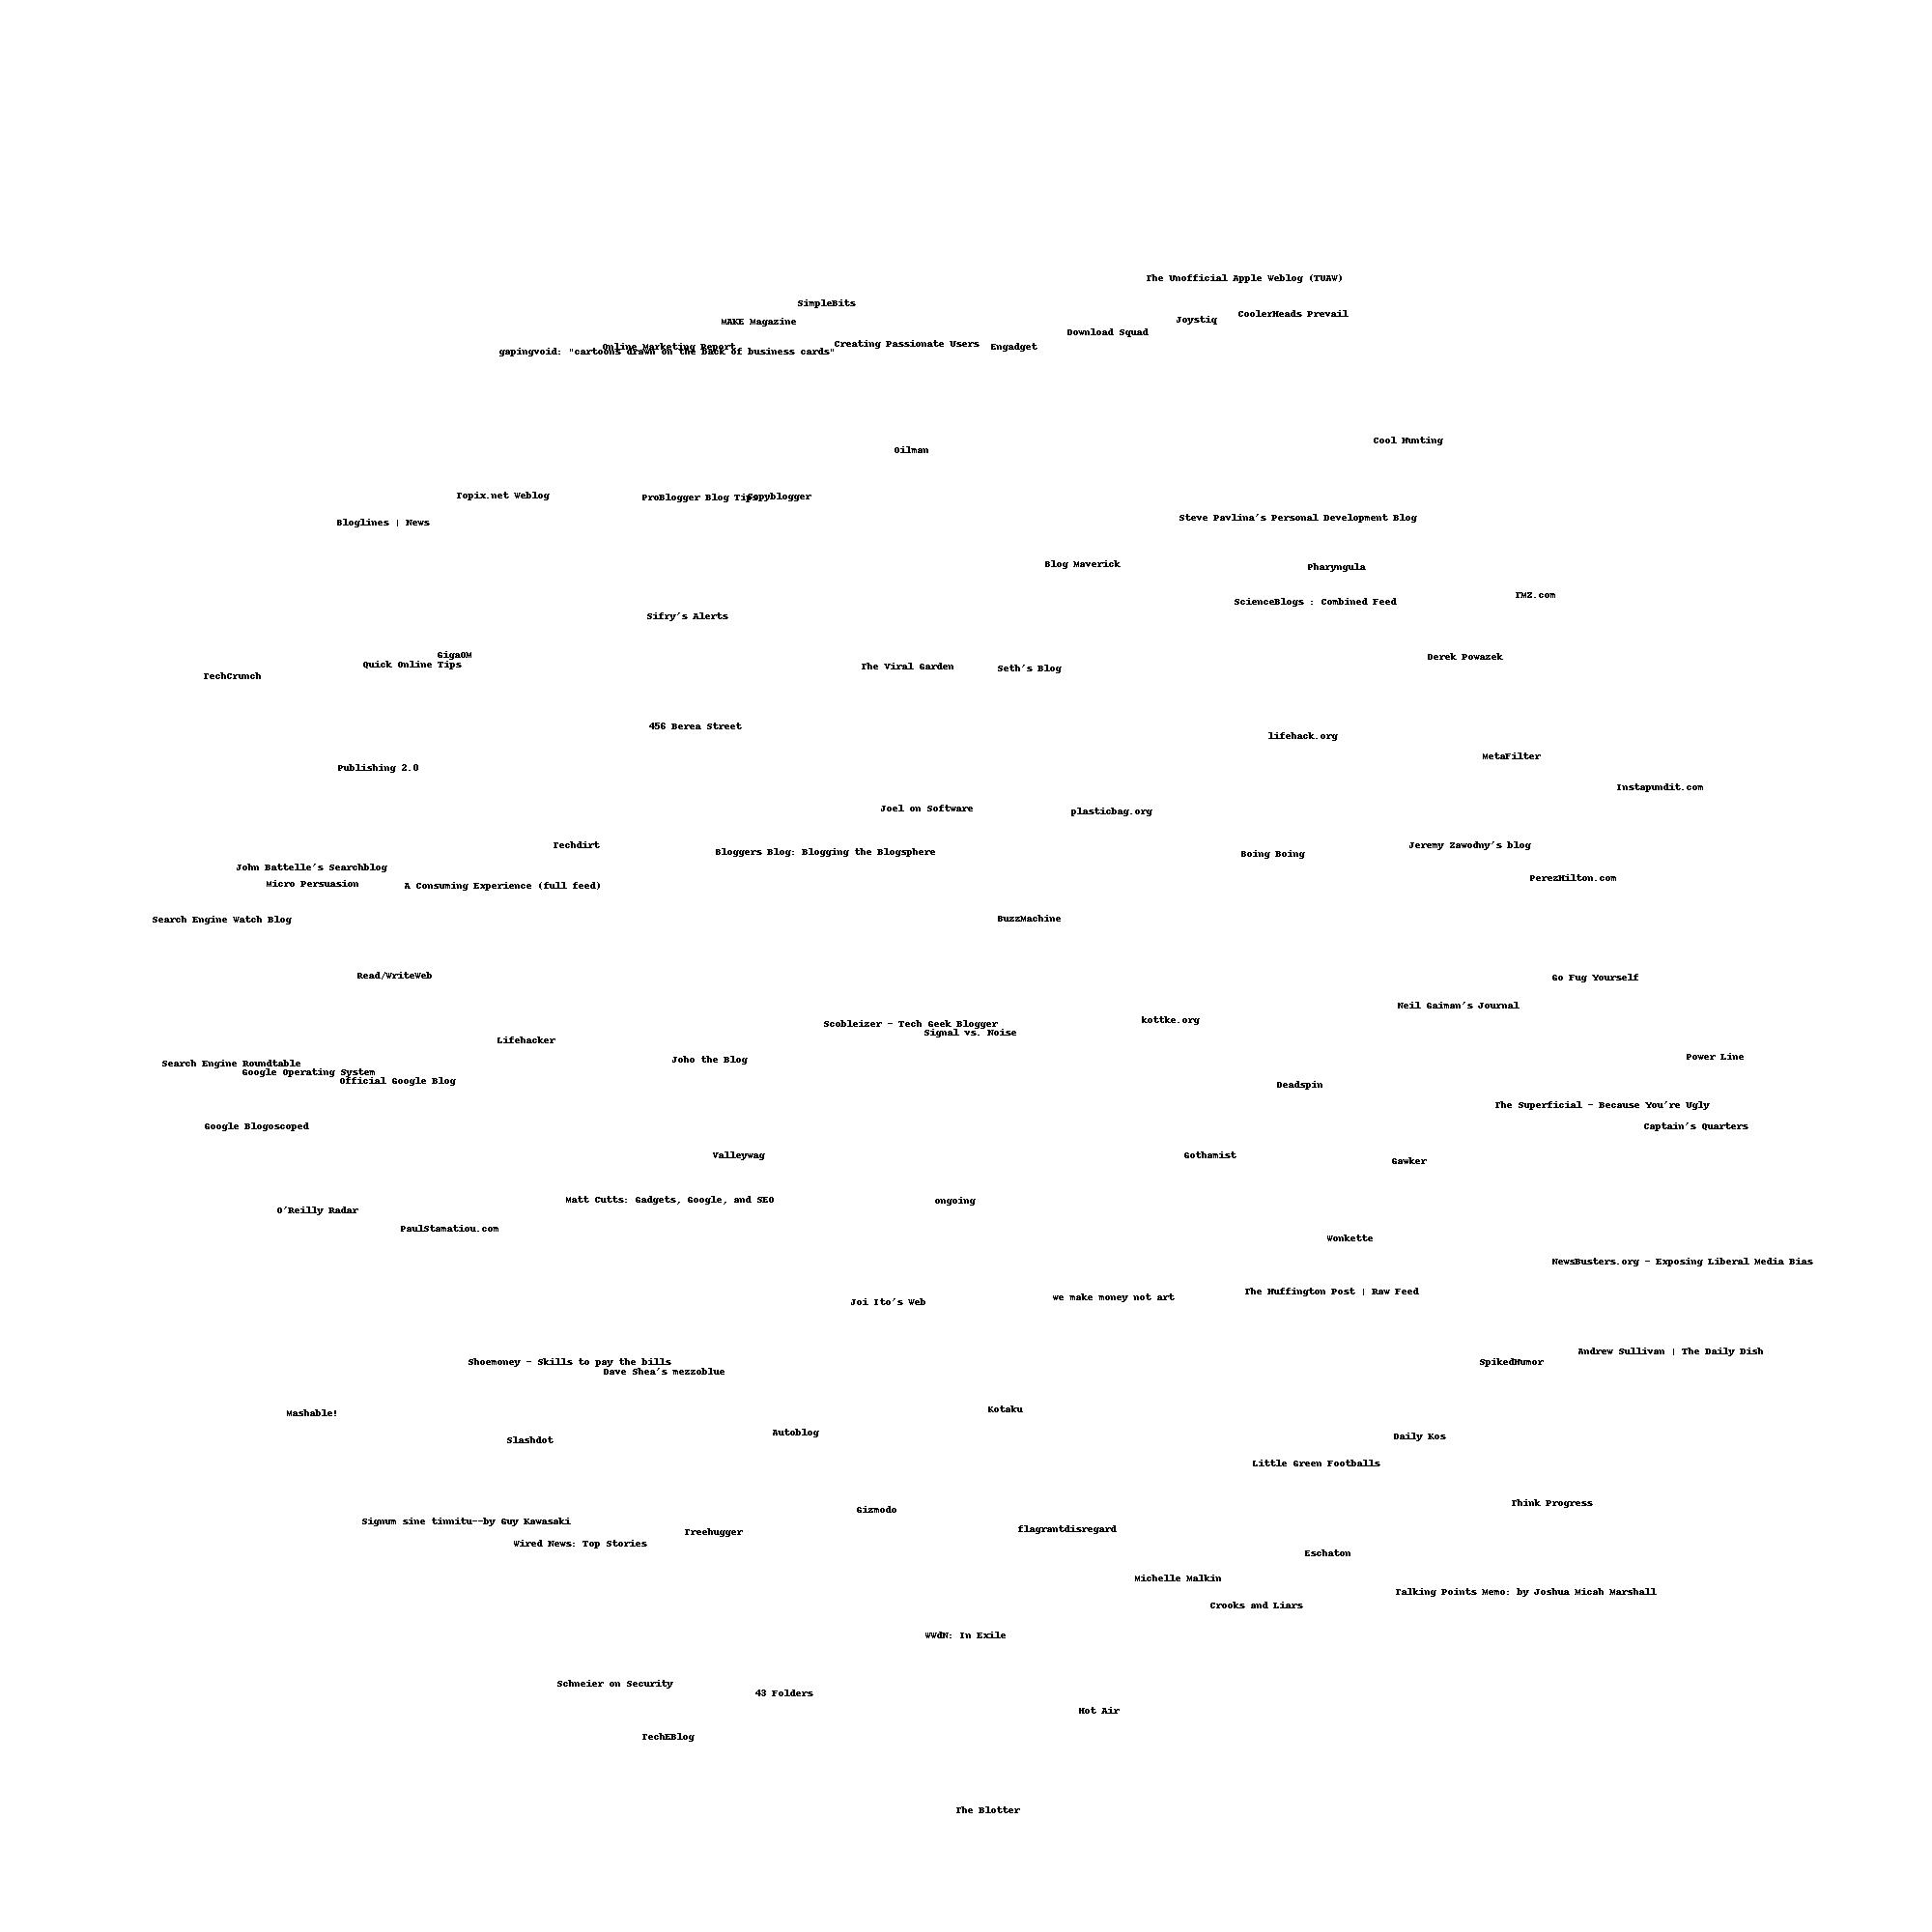 The Unofficial Apple Weblog (TUAW)
SimpleBits
CoolerHeads Prevail
MAKE Magazine
Joystiq
Download Squad
Online Marketing Report
Creating Passionate Users
Engadget
gapingvoid: "cartoons drawn on the back of business cards"
Cool Hunting
Oilman
Topix.net Weblog
ProBlogger Blog Tips
Copyblogger
Steve Pavlina's Personal Development Blog
Bloglines | News
Blog Maverick
Pharyngula
TMZ.com
ScienceBlogs : Combined Feed
Sifry's Alerts
GigaOM
Derek Powazek
Quick Online Tips
The Viral Garden
Seth's Blog
TechCrunch
456 Berea Street
lifehack.org
MetaFilter
Publishing 2.0
Instapundit.com
Joel on Software
plasticbag.org
Techdirt
Jeremy Zawodny's blog
Bloggers Blog: Blogging the Blogsphere
Boing Boing
John Battelle's Searchblog
PerezHilton.com
Micro Persuasion
A Consuming Experience (full feed)
Search Engine Watch Blog
BuzzMachine
Read/WriteWeb
Go Fug Yourself
Neil Gaiman's Journal
kottke.org
Scobleizer - Tech Geek Blogger
Signal vs. Noise
Lifehacker
Power Line
Joho the Blog
Search Engine Roundtable
Google Operating System
Official Google Blog
Deadspin
The Superficial - Because You're Ugly
Google Blogoscoped
Captain's Quarters
Valleywag
Gothamist
Gawker
Matt Cutts: Gadgets, Google, and SEO
ongoing
O'Reilly Radar
PaulStamatiou.com
Wonkette
NewsBusters.org - Exposing Liberal Media Bias
The Huffington Post | Raw Feed
we make money not art
Joi Ito's Web
Andrew Sullivan | The Daily Dish
Shoemoney - Skills to pay the bills
SpikedHumor
Dave Shea's mezzoblue
Kotaku
Mashable!
Autoblog
Daily Kos
Slashdot
Little Green Footballs
Think Progress
Gizmodo
Signum sine tinnitu--by Guy Kawasaki
flagrantdisregard
Treehugger
Wired News: Top Stories
Eschaton
Michelle Malkin
Talking Points Memo: by Joshua Micah Marshall
Crooks and Liars
WWdN: In Exile
Schneier on Security
43 Folders
Hot Air
TechEBlog
The Blotter